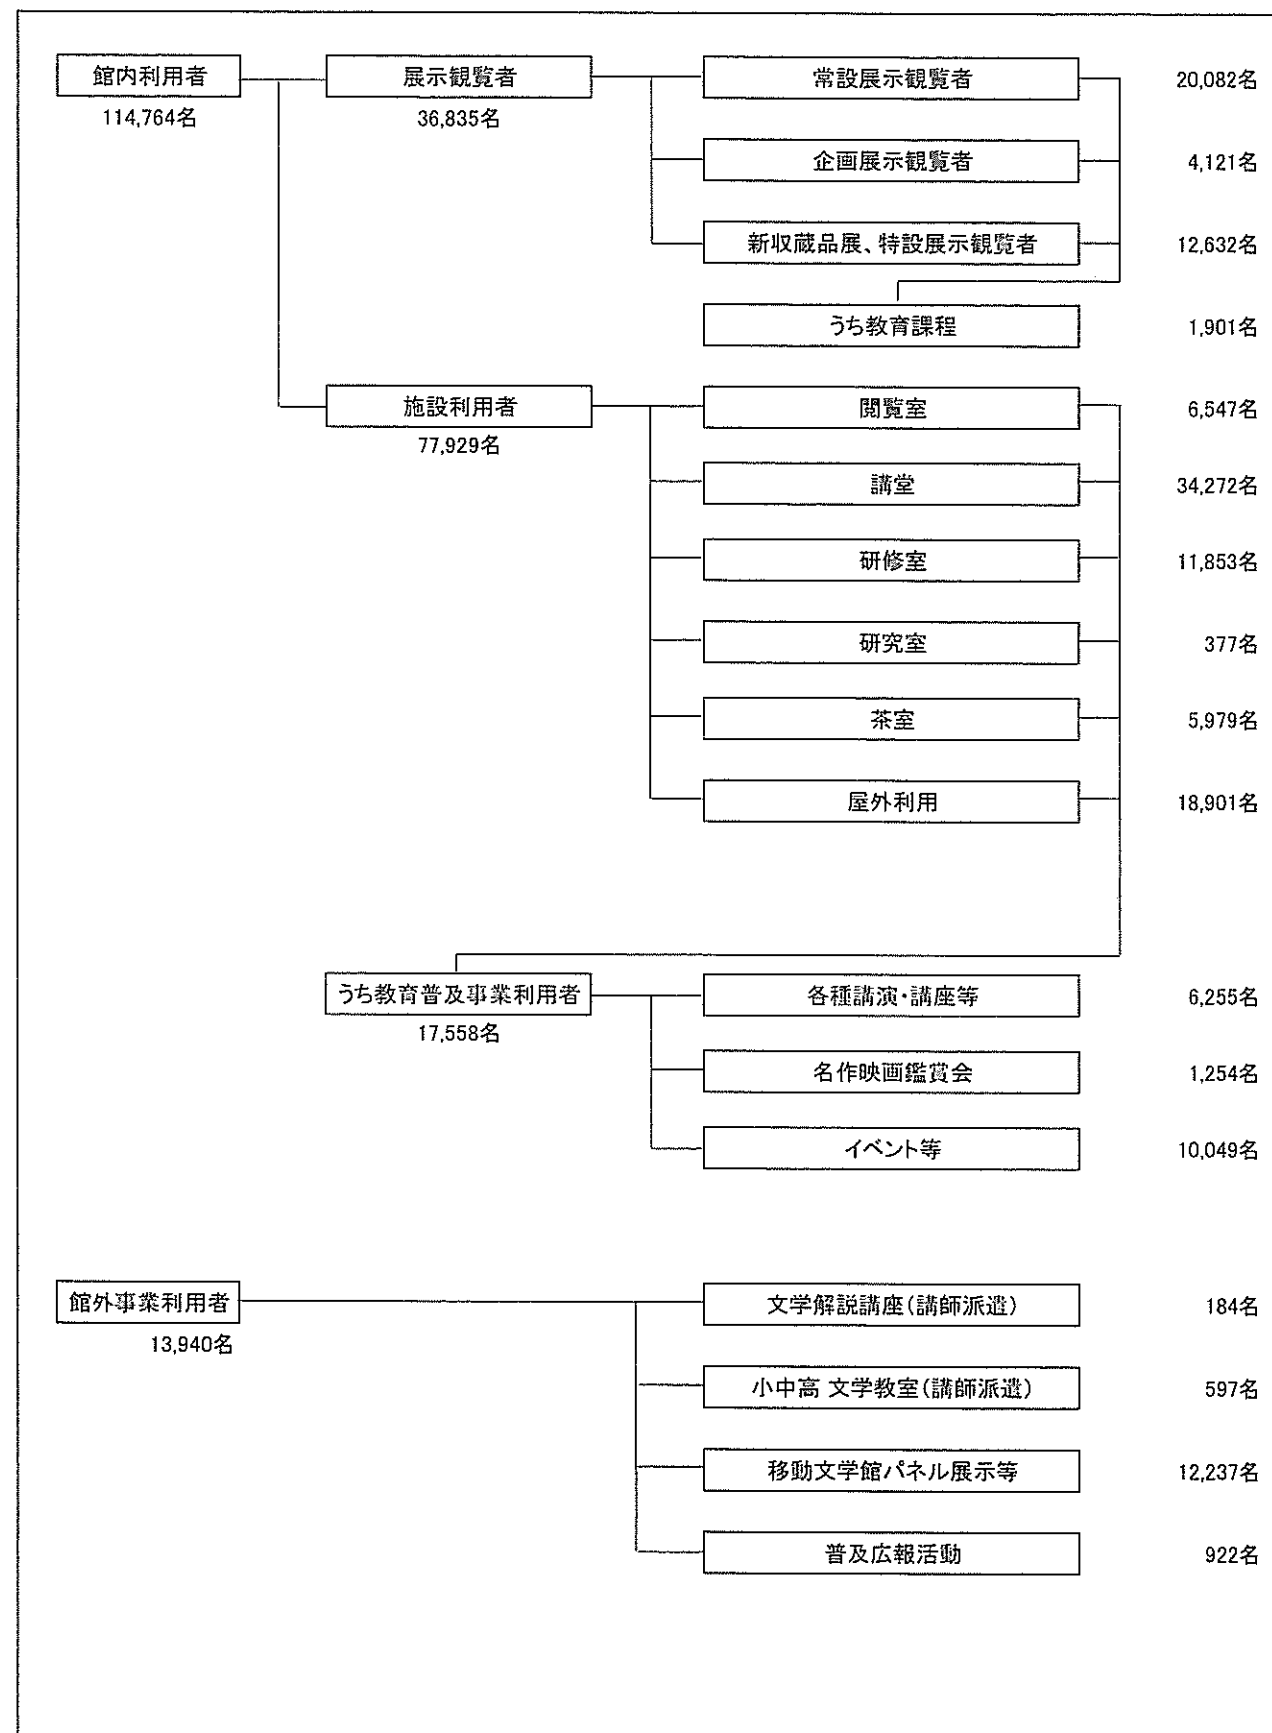 館内利用者 展示観覧者 常設展示観覧者 20,082名
114,764名 36,835名
企画展示観覧者 4,121名
新収蔵品展、特設展示観覧者 12,632名
うち教育課程 1,901名
施設利用者 閲覧室 6,547名
77,929名
講堂 34,272名
研修室 11,853名
研究室 377名
茶室 5,979名
屋外利用 18,901名
うち教育普及事業利用者 各種講演・講座等 6,255名
17,558名
名作映画鑑賞会 1,254名
イベント等 10,049名
館外事業利用者 文学解説講座(講師派遣) 184名
13,940名
小中高 文学教室(講師派遣) 597名
移動文学館パネル展示等 12,237名
普及広報活動 922名